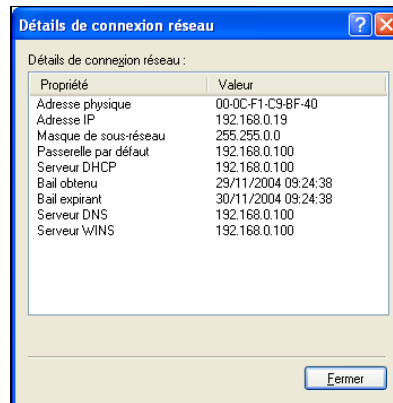 Détails de connexion réseau
Détails de connexion réseau :
Propriété Valeur
Adresse physique 00-0C-F1-C9-BF-40
Adresse IP 192.168.0.19
Masque de sous-réseau 255.255.0.0
Passerelle par défaut 192.168.0.100
Serveur DHCP 192.168.0.100
Bail obtenu 29/11/2004 09:24:38
Bail expirant 30/11/2004 09:24:38
Serveur DNS 192.168.0.100
Serveur WINS 192.168.0.100
Fermer